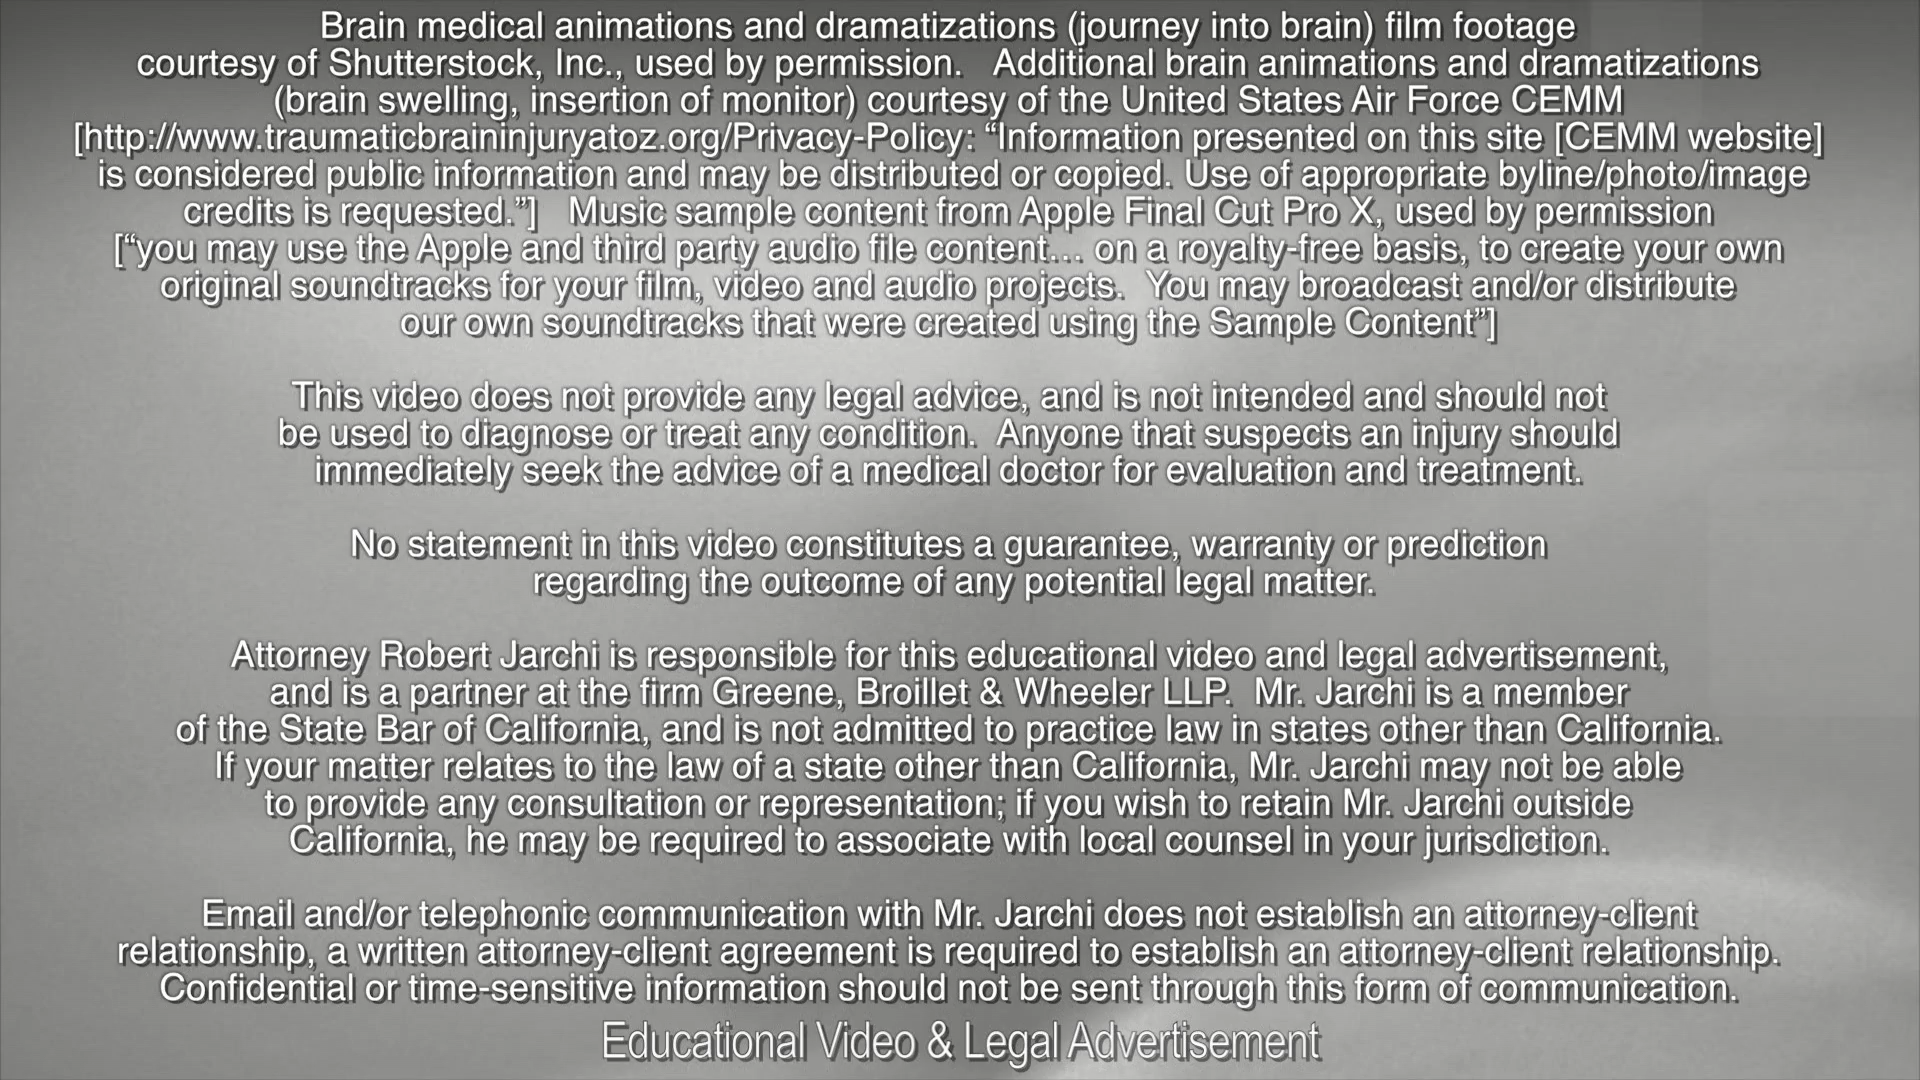 Brain medical animations and dramatizations (journey into brain) film footage
courtesy of Shutterstock, Inc., used by permission.   Additional brain animations and dramatizations
(brain swelling, insertion of monitor) courtesy of the United States Air Force CEMM
[http://www.traumaticbraininjuryatoz.org/Privacy-Policy: “Information presented on this site [CEMM website]
is considered public information and may be distributed or copied. Use of appropriate byline/photo/image
credits is requested.”]   Music sample content from Apple Final Cut Pro X, used by permission
[“you may use the Apple and third party audio file content… on a royalty-free basis, to create your own
original soundtracks for your film, video and audio projects.  You may broadcast and/or distribute
our own soundtracks that were created using the Sample Content”]
This video does not provide any legal advice, and is not intended and should not
be used to diagnose or treat any condition.  Anyone that suspects an injury should
immediately seek the advice of a medical doctor for evaluation and treatment.
No statement in this video constitutes a guarantee, warranty or prediction
regarding the outcome of any potential legal matter.
Attorney Robert Jarchi is responsible for this educational video and legal advertisement,
and is a partner at the firm Greene, Broillet & Wheeler LLP.  Mr. Jarchi is a member
of the State Bar of California, and is not admitted to practice law in states other than California.
If your matter relates to the law of a state other than California, Mr. Jarchi may not be able
to provide any consultation or representation; if you wish to retain Mr. Jarchi outside
California, he may be required to associate with local counsel in your jurisdiction.
Email and/or telephonic communication with Mr. Jarchi does not establish an attorney-client
relationship, a written attorney-client agreement is required to establish an attorney-client relationship.
Confidential or time-sensitive information should not be sent through this form of communication.
Educational Video & Legal Advertisement